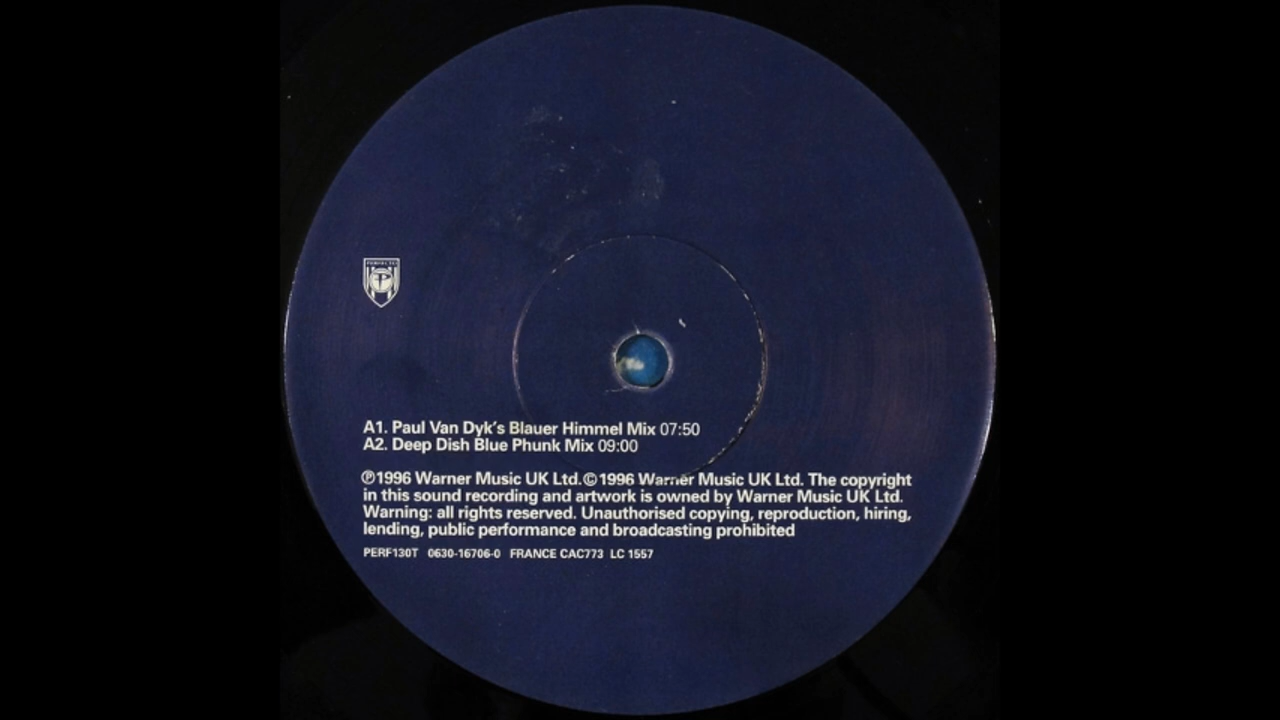 PERFECTO
A1. Paul Van Dyk's Blauer Himmel Mix 07:50
A2. Deep Dish Blue Phunk Mix 09:00
℗1996 Warner Music UK Ltd.©1996 Warner Music UK Ltd. The copyright
in this sound recording and artwork is owned by Warner Music UK Ltd.
Warning: all rights reserved. Unauthorised copying, reproduction, hiring,
lending, public performance and broadcasting prohibited
PERF130T 0630-16706-0 FRANCE CAC773 LC 1557